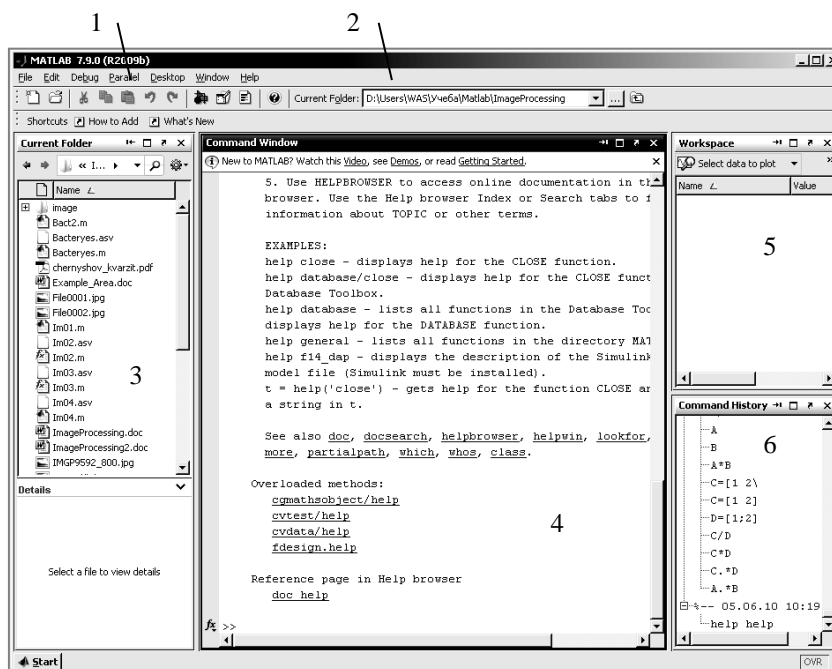 1
2
MATLAB 7.9.0 (R2009b)
File Edit Debug Parallel Desktop Window Help
Current Folder: D:\Users\WAS\Учеба\Matlab\ImageProcessing
Shortcuts How to Add What's New
Current Folder
« I...
Name
image
Bact2.m
Bacteryes.asv
Bacteryes.m
chernyshov_kvarzit.pdf
Example_Area.doc
File0001.jpg
File0002.jpg
Im01.m
Im02.asv
Im02.m
Im03.asv
Im03.m
Im04.asv
Im04.m
ImageProcessing.doc
ImageProcessing2.doc
IMGP9592_800.jpg
3
Details
Select a file to view details
Command Window
New to MATLAB? Watch this Video, see Demos, or read Getting Started.
5. Use HELPBROWSER to access online documentation in th
browser. Use the Help browser Index or Search tabs to f
information about TOPIC or other terms.
EXAMPLES:
help close - displays help for the CLOSE function.
help database/close - displays help for the CLOSE funct
Database Toolbox.
help database - lists all functions in the Database Too
displays help for the DATABASE function.
help general - lists all functions in the directory MAT
help f14_dap - displays the description of the Simulink
model file (Simulink must be installed).
t = help('close') - gets help for the function CLOSE an
a string in t.
See also doc, docsearch, helpbrowser, helpwin, lookfor,
more, partialpath, which, whos, class.
Overloaded methods:
cgmathsobject/help
cvtest/help
cvdata/help
fdesign.help
Reference page in Help browser
doc help
fx >>
4
Workspace
Select data to plot
Name Value
5
Command History
A
B
A*B
C=[1 2\
C=[1 2]
D=[1;2]
C/D
C*D
C.*D
A.*B
%-- 05.06.10 10:19
help help
6
Start
OVR